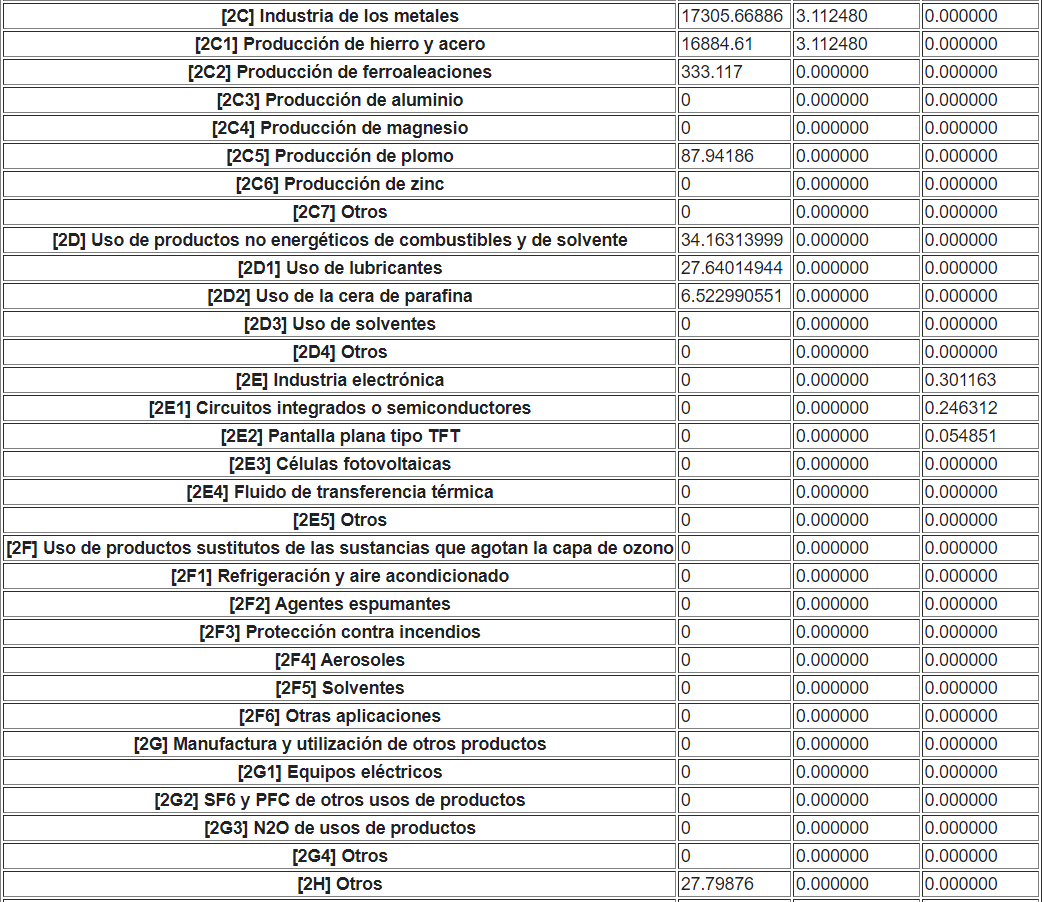 [2C] Industria de los metales 17305.66886 3.112480 0.000000
[2C1] Producción de hierro y acero 16884.61 3.112480 0.000000
[2C2] Producción de ferroaleaciones 333.117 0.000000 0.000000
[2C3] Producción de aluminio 0 0.000000 0.000000
[2C4] Producción de magnesio 0 0.000000 0.000000
[2C5] Producción de plomo 87.94186 0.000000 0.000000
[2C6] Producción de zinc 0 0.000000 0.000000
[2C7] Otros 0 0.000000 0.000000
[2D] Uso de productos no energéticos de combustibles y de solvente 34.16313999 0.000000 0.000000
[2D1] Uso de lubricantes 27.64014944 0.000000 0.000000
[2D2] Uso de la cera de parafina 6.522990551 0.000000 0.000000
[2D3] Uso de solventes 0 0.000000 0.000000
[2D4] Otros 0 0.000000 0.000000
[2E] Industria electrónica 0 0.000000 0.301163
[2E1] Circuitos integrados o semiconductores 0 0.000000 0.246312
[2E2] Pantalla plana tipo TFT 0 0.000000 0.054851
[2E3] Células fotovoltaicas 0 0.000000 0.000000
[2E4] Fluido de transferencia térmica 0 0.000000 0.000000
[2E5] Otros 0 0.000000 0.000000
[2F] Uso de productos sustitutos de las sustancias que agotan la capa de ozono 0 0.000000 0.000000
[2F1] Refrigeración y aire acondicionado 0 0.000000 0.000000
[2F2] Agentes espumantes 0 0.000000 0.000000
[2F3] Protección contra incendios 0 0.000000 0.000000
[2F4] Aerosoles 0 0.000000 0.000000
[2F5] Solventes 0 0.000000 0.000000
[2F6] Otras aplicaciones 0 0.000000 0.000000
[2G] Manufactura y utilización de otros productos 0 0.000000 0.000000
[2G1] Equipos eléctricos 0 0.000000 0.000000
[2G2] SF6 y PFC de otros usos de productos 0 0.000000 0.000000
[2G3] N2O de usos de productos 0 0.000000 0.000000
[2G4] Otros 0 0.000000 0.000000
[2H] Otros 27.79876 0.000000 0.000000